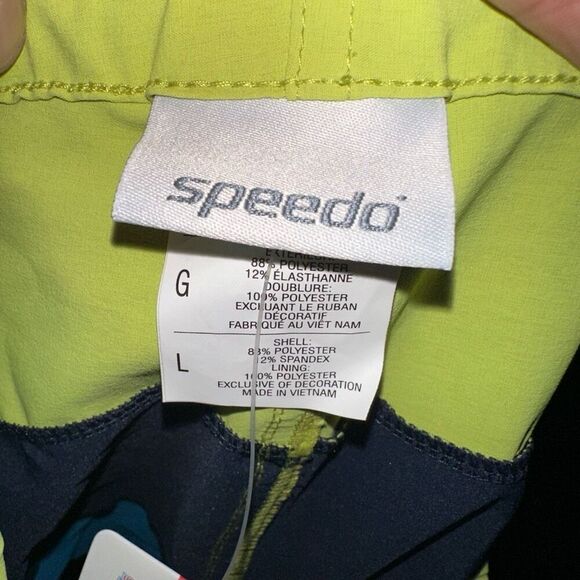 speedo
G
88% POLYESTER
12% ÉLASTHANNE
DOUBLURE:
100% POLYESTER
EXCLUANT LE RUBAN
DÉCORATIF
FABRIQUÉ AU VIÊT NAM
L
SHELL:
88% POLYESTER
12% SPANDEX
LINING:
100% POLYESTER
EXCLUSIVE OF DECORATION
MADE IN VIETNAM